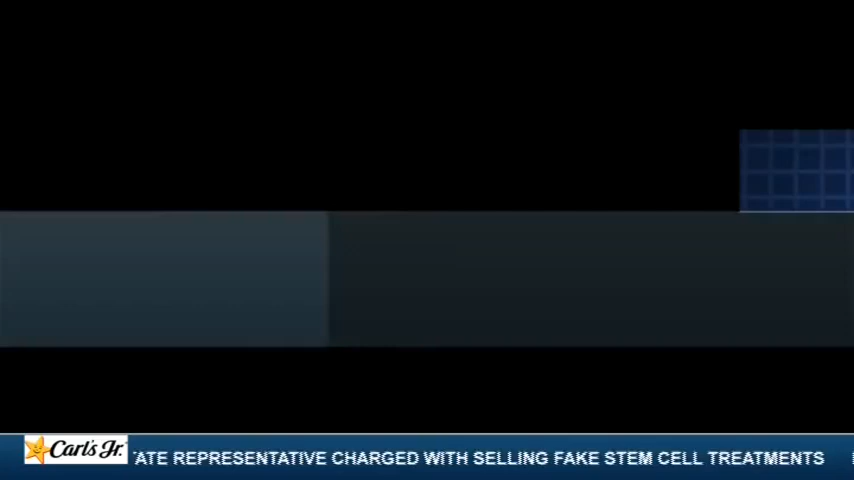 Carl's Jr.
ATE REPRESENTATIVE CHARGED WITH SELLING FAKE STEM CELL TREATMENTS